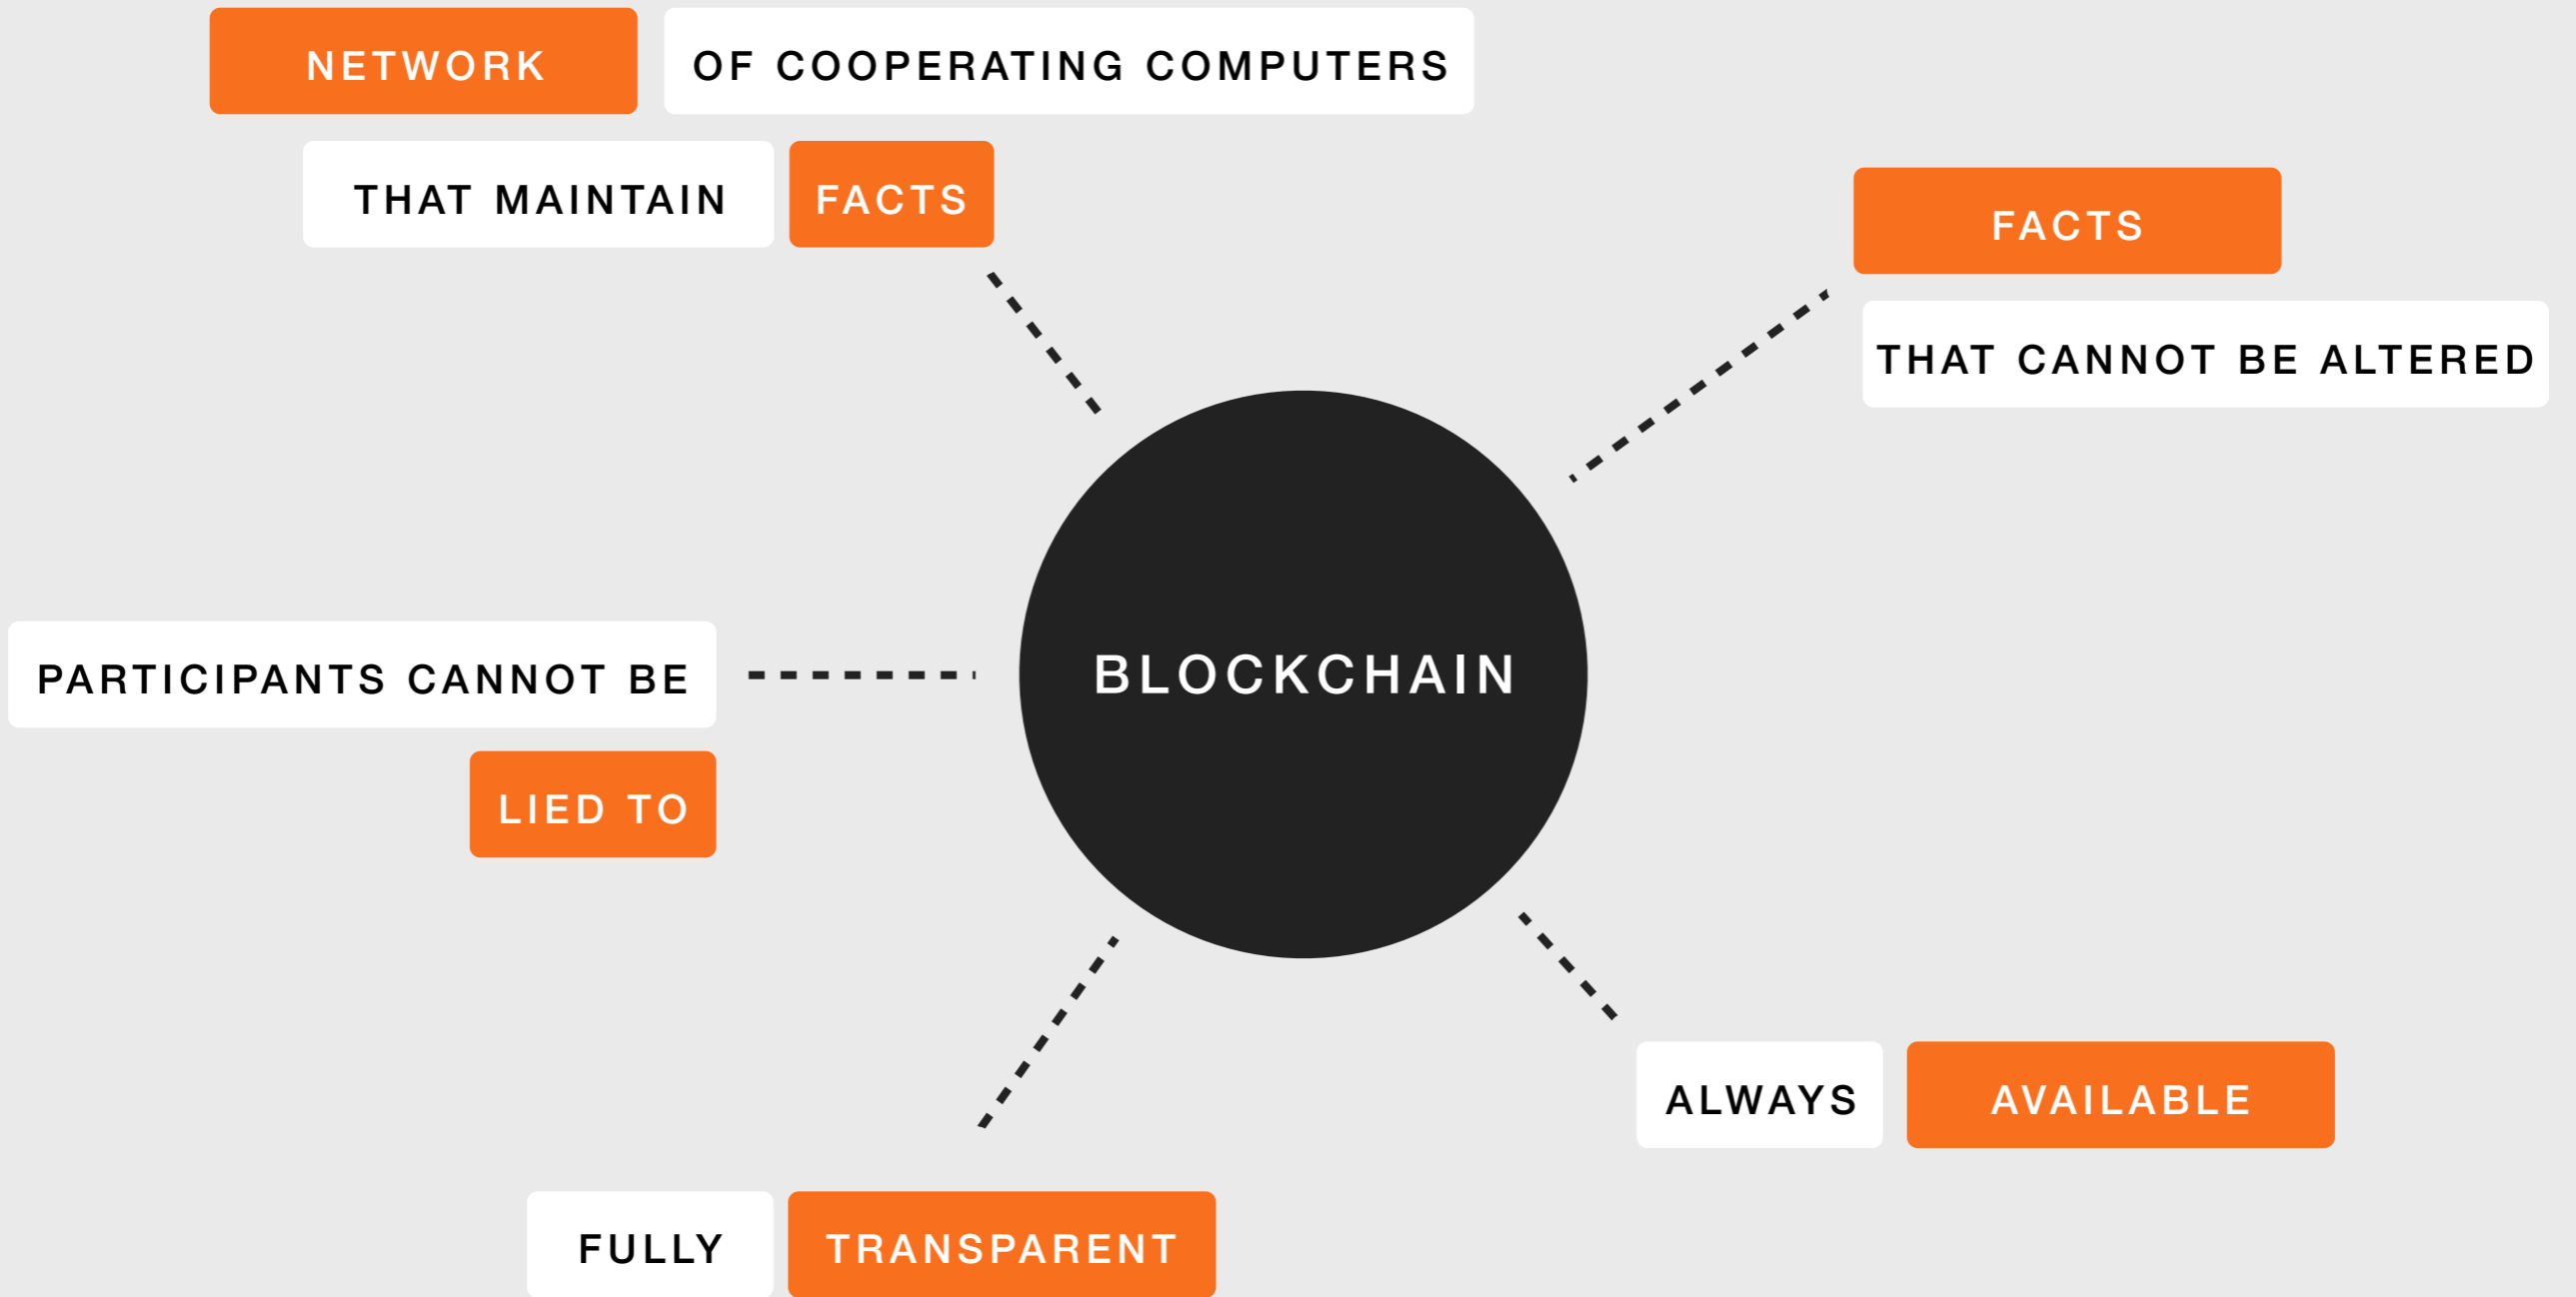 NETWORK OF COOPERATING COMPUTERS
THAT MAINTAIN FACTS
FACTS
THAT CANNOT BE ALTERED
PARTICIPANTS CANNOT BE
LIED TO
BLOCKCHAIN
ALWAYS AVAILABLE
FULLY TRANSPARENT